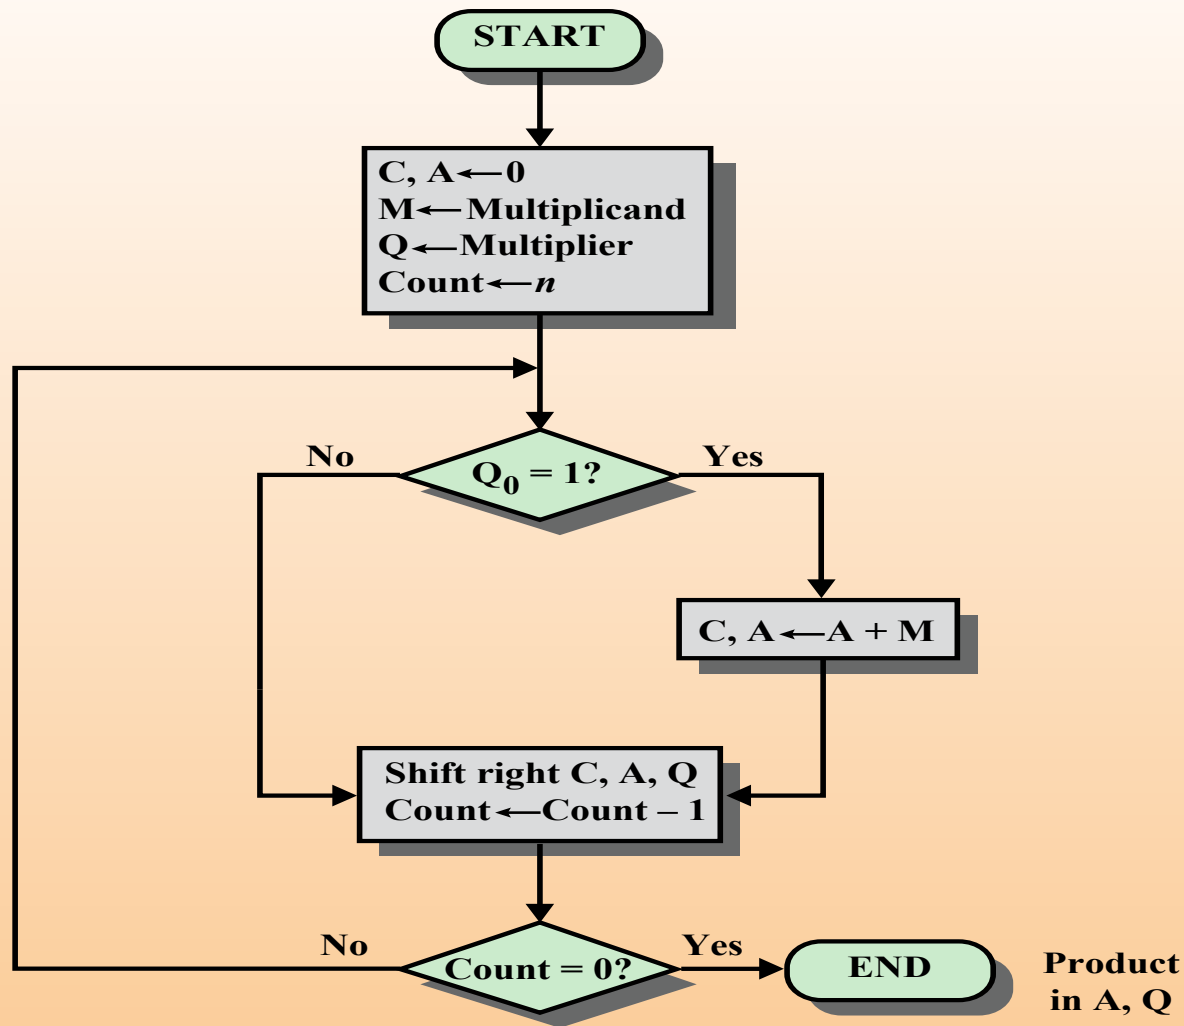 START
C, A←0
M←Multiplicand
Q←Multiplier
Count←n
No
Yes
Q0 = 1?
C, A←A + M
Shift right C, A, Q
Count←Count – 1
No
Yes
Count = 0?
END
Product
in A, Q